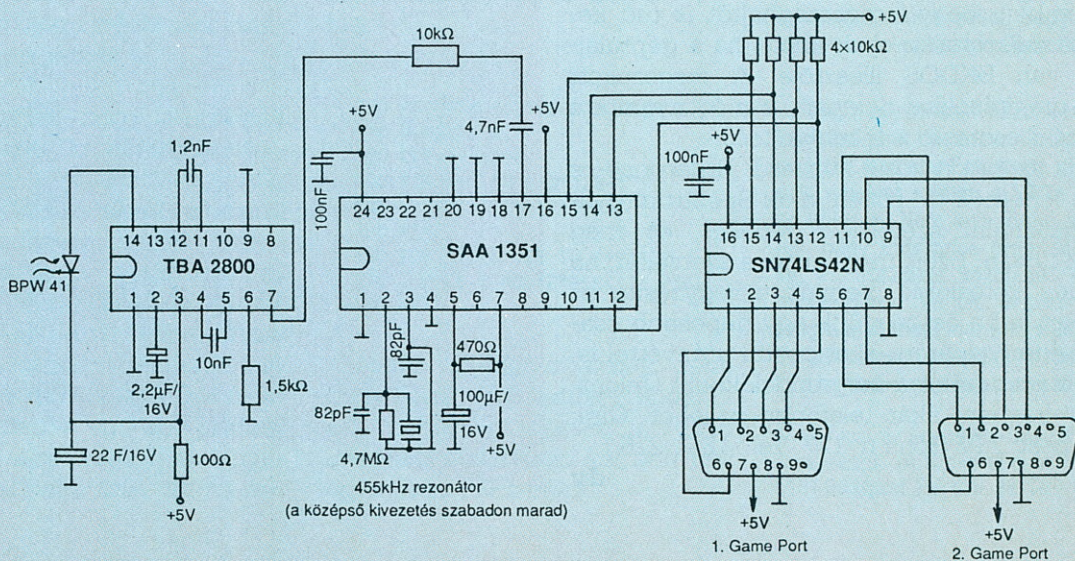 +5V
10kΩ
4×10kΩ
+5V
4,7nF
+5V
+5V
1,2nF
100nF
100nF
24 23 22 21 20 19 18 17 16 15 14 13
14 13 12 11 10 9 8
16 15 14 13 12 11 10 9
TBA 2800
SAA 1351
SN74LS42N
BPW 41
1 2 3 4 5 6 7
1 2 3 4 5 6 7 8 9 10 11 12
1 2 3 4 5 6 7 8
10nF
82pF
470Ω
2,2µF/
16V
1,5kΩ
100µF/
16V
82pF
4,7MΩ
+5V
22 F/16V
100Ω
+5V
455kHz rezonátor
(a középső kivezetés szabadon marad)
1 2 3 4 5
6 7 8 9
1 2 3 4 5
6 7 8 9
+5V
+5V
1. Game Port
2. Game Port